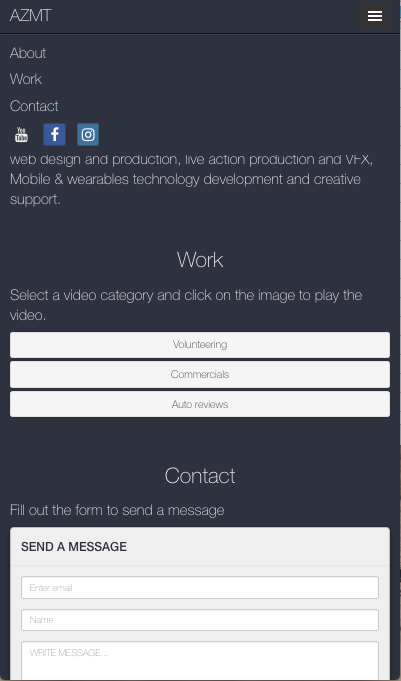 AZMT
About
Work
Contact
You
Tube
f
web design and production, live action production and VFX,
Mobile & wearables technology development and creative
support.
Work
Select a video category and click on the image to play the
video.
Volunteering
Commercials
Auto reviews
Contact
Fill out the form to send a message
SEND A MESSAGE
Enter email
Name
WRITE MESSAGE...